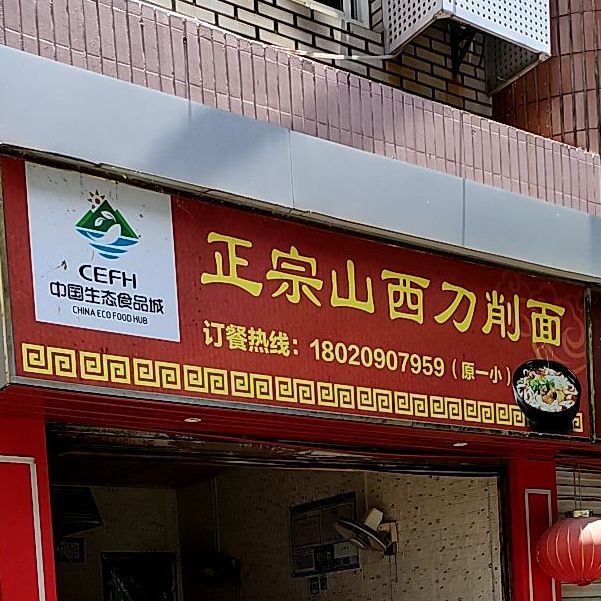 CEFH
中国生态食品城
CHINA ECO FOOD HUB
正宗山西刀削面
订餐热线：18020907959（原一小）